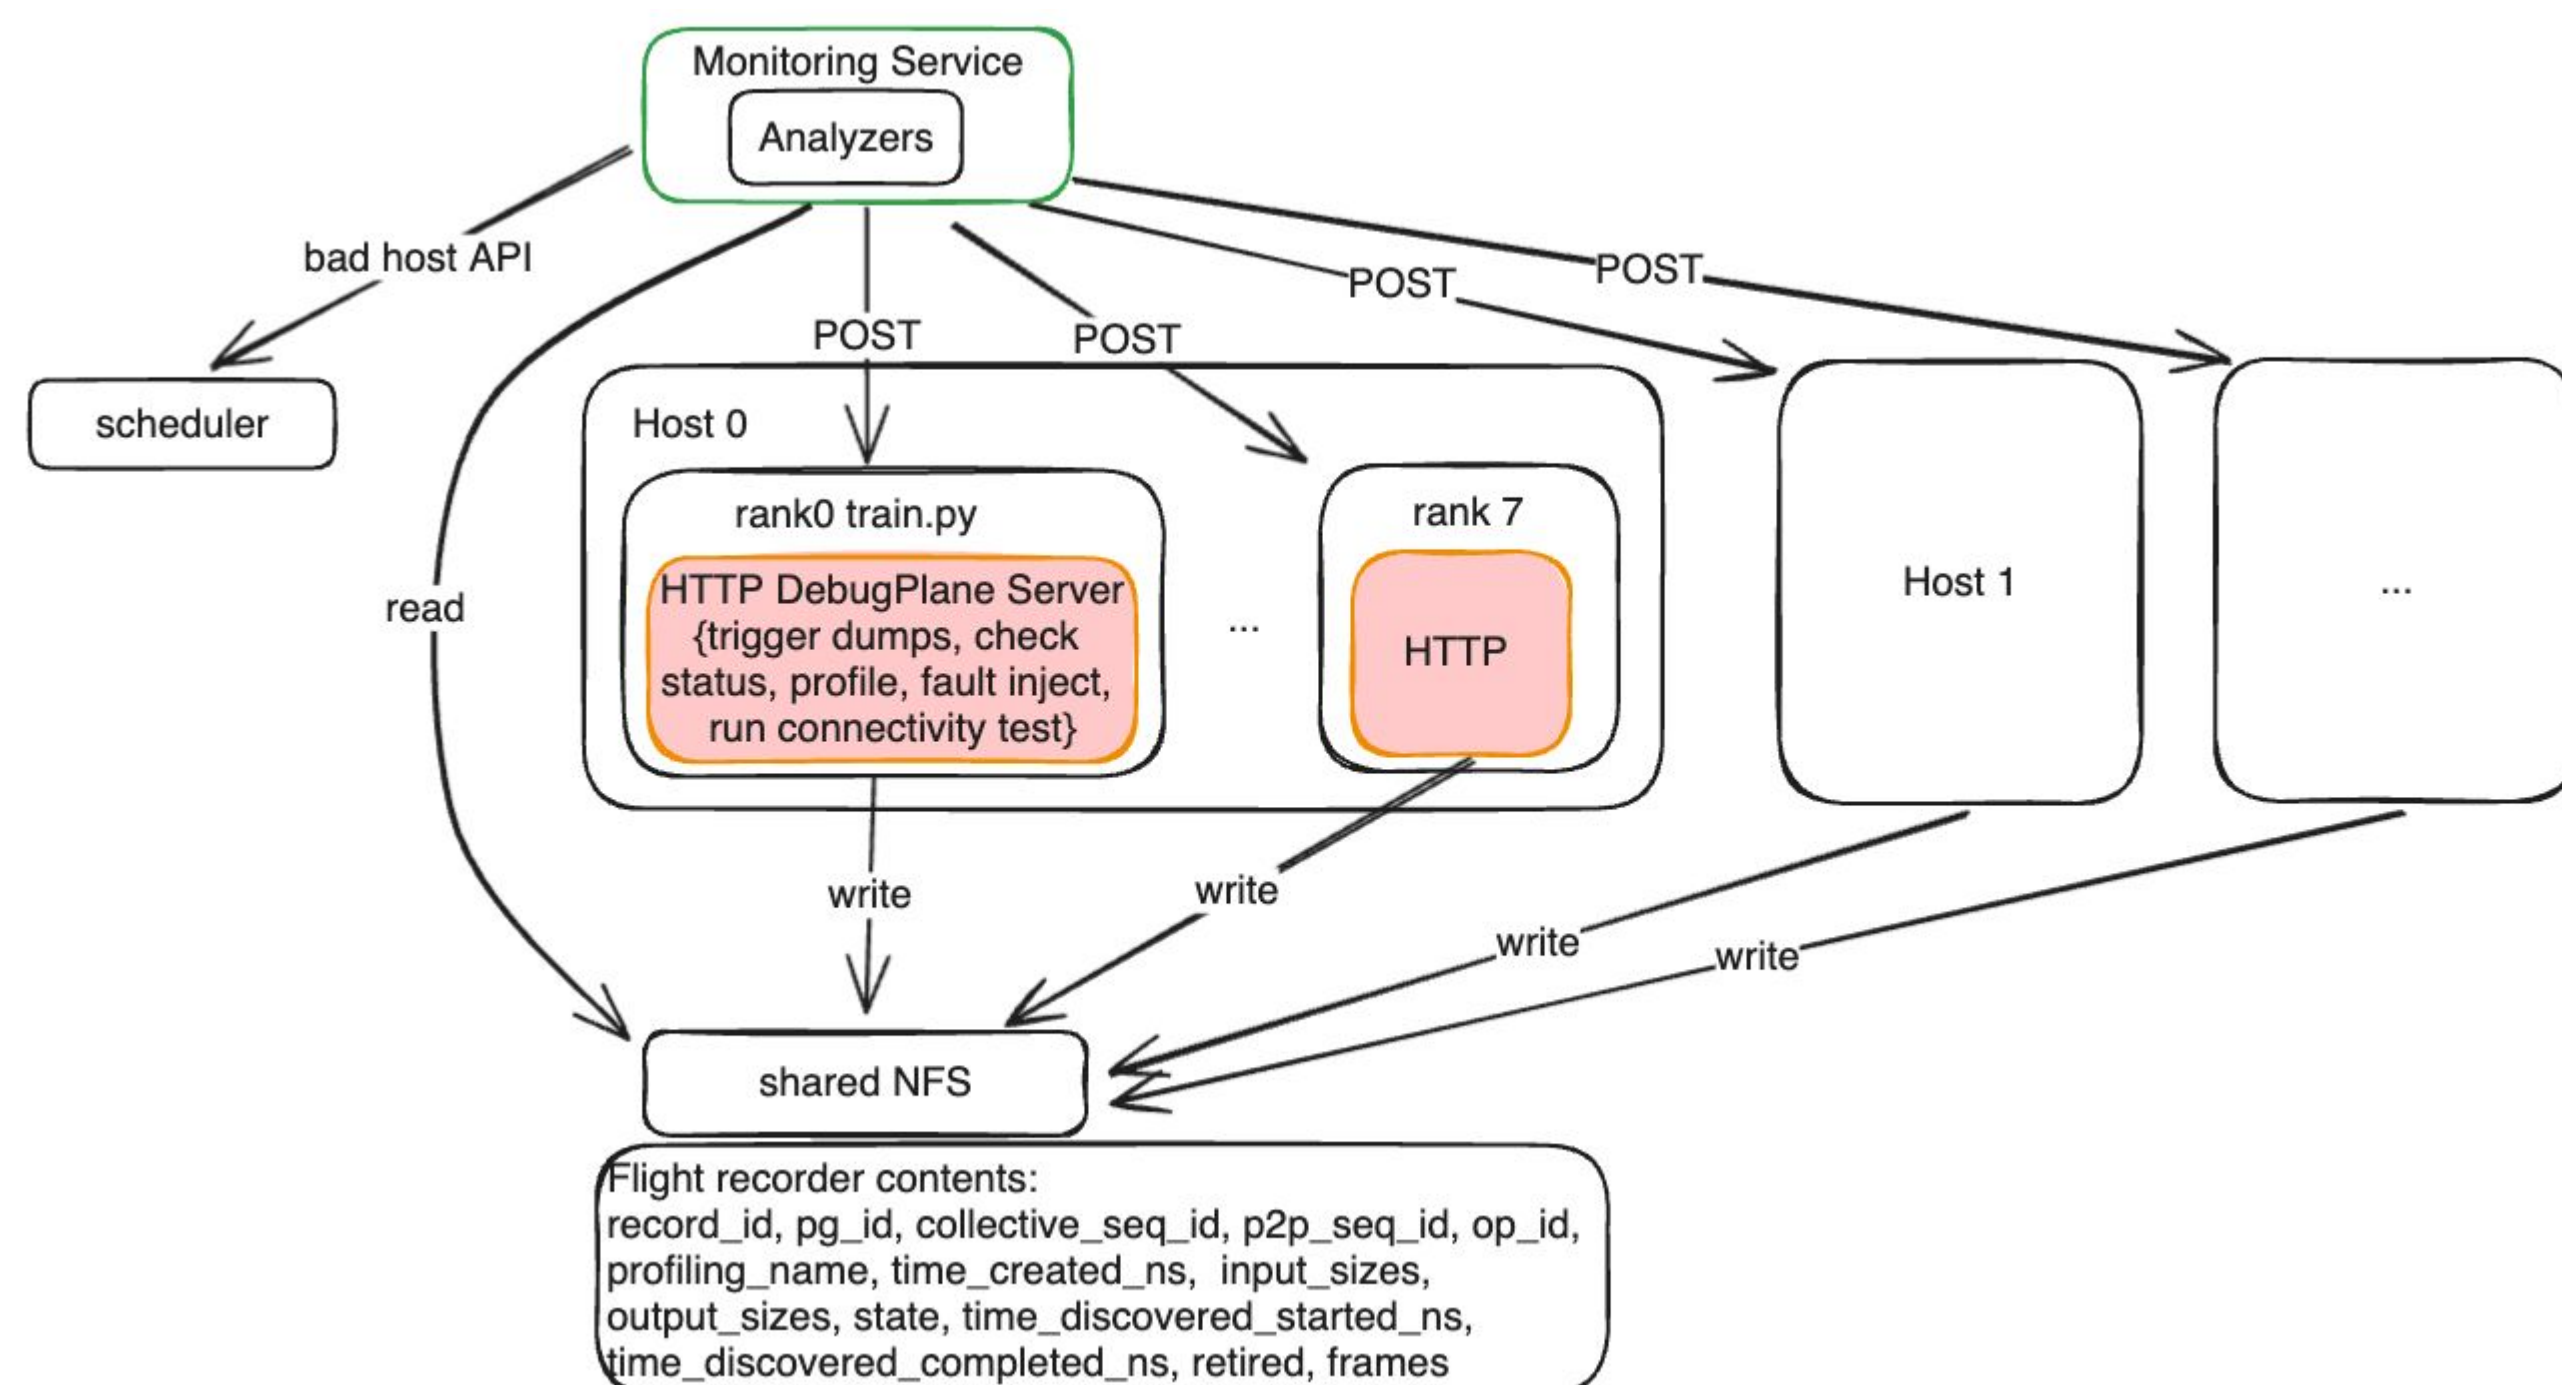 Monitoring Service
Analyzers
bad host API
POST
POST
POST
POST
scheduler
Host 0
rank0 train.py
HTTP DebugPlane Server
{trigger dumps, check
status, profile, fault inject,
run connectivity test}
...
rank 7
HTTP
Host 1
...
read
write
write
write
write
shared NFS
Flight recorder contents:
record_id, pg_id, collective_seq_id, p2p_seq_id, op_id,
profiling_name, time_created_ns,  input_sizes,
output_sizes, state, time_discovered_started_ns,
time_discovered_completed_ns, retired, frames